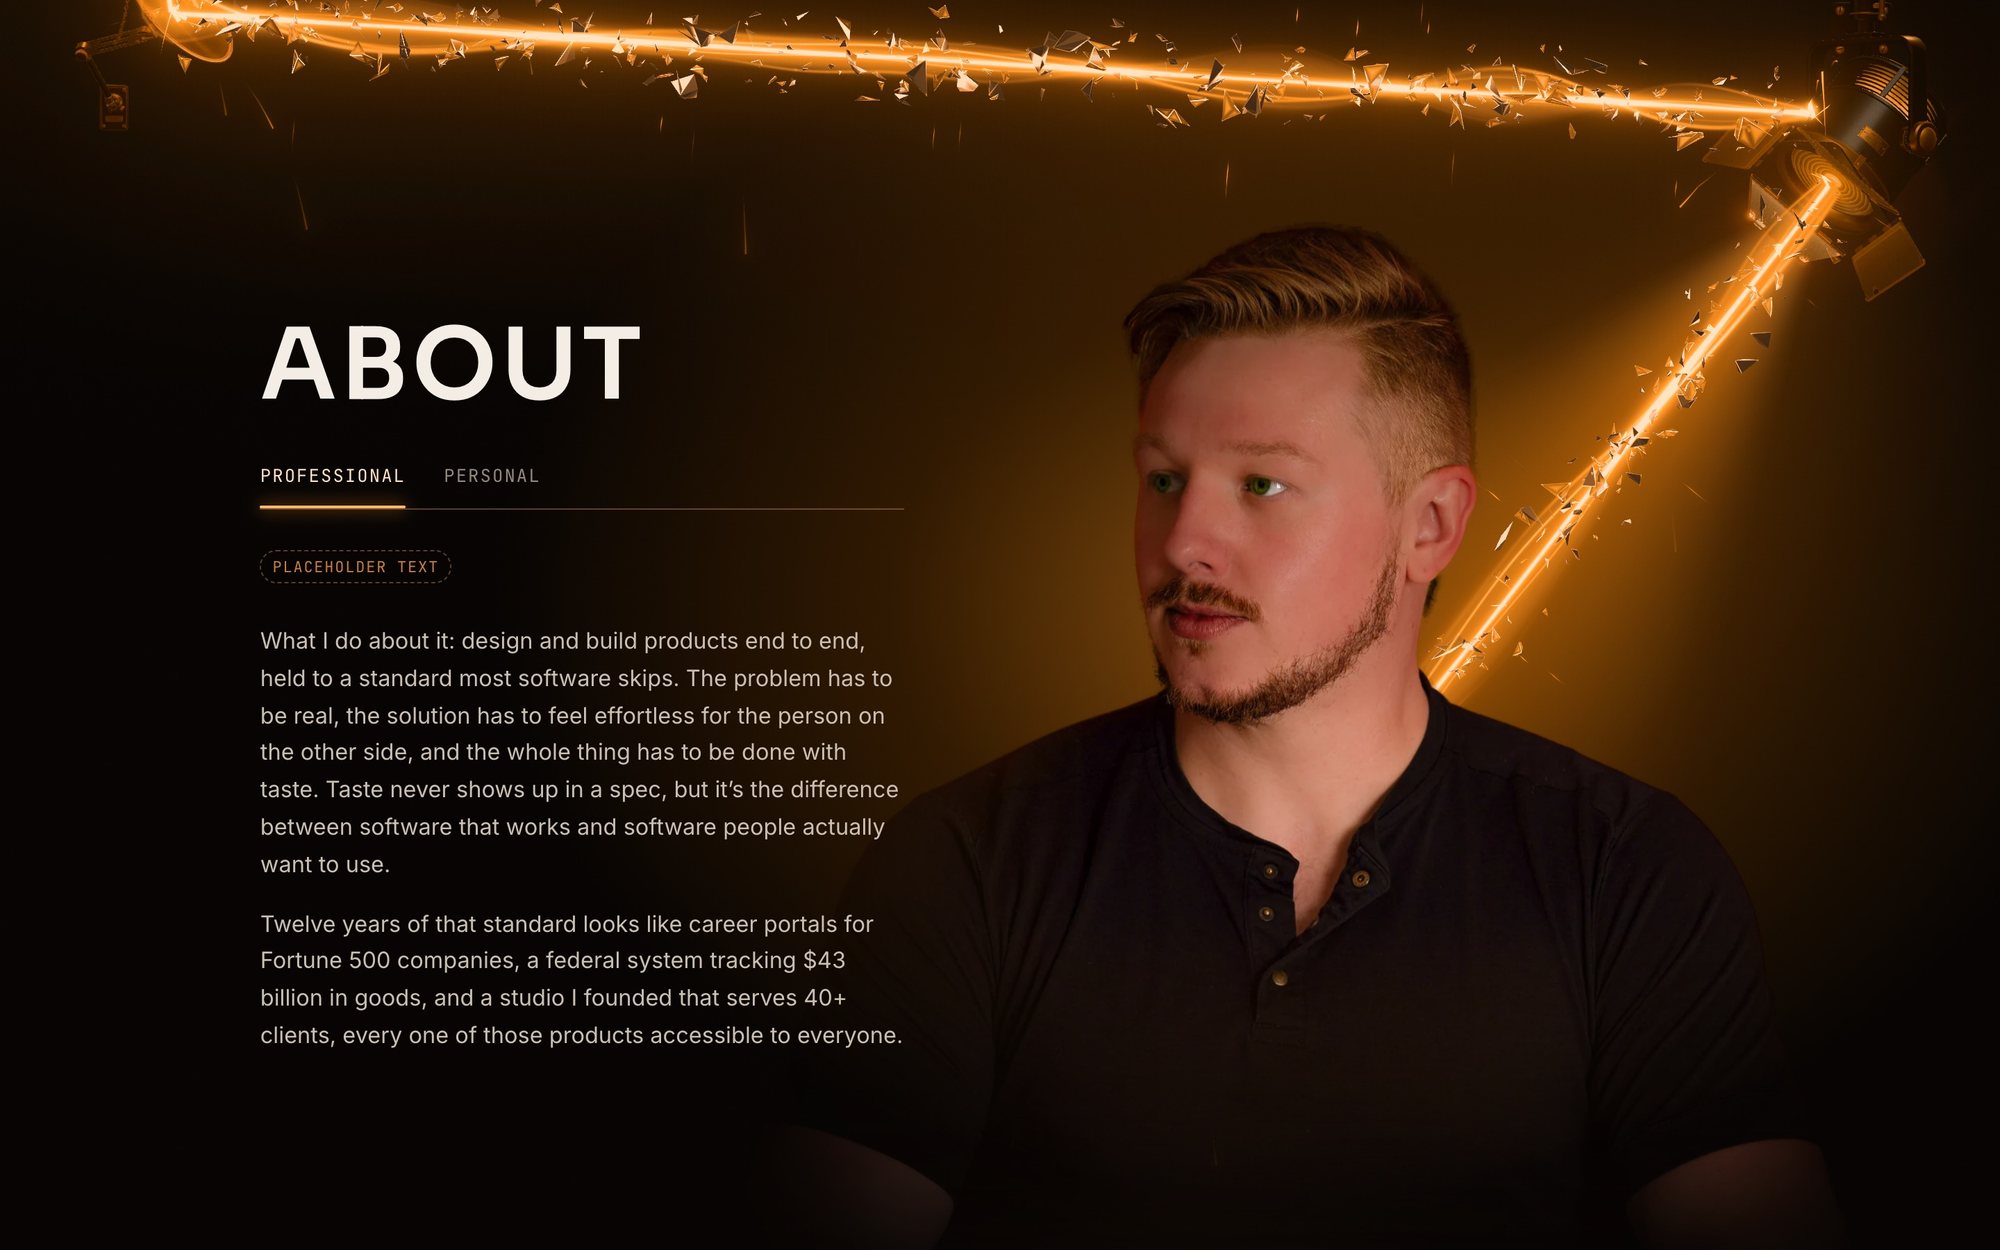 ABOUT
PROFESSIONAL PERSONAL
PLACEHOLDER TEXT
What I do about it: design and build products end to end,
held to a standard most software skips. The problem has to
be real, the solution has to feel effortless for the person on
the other side, and the whole thing has to be done with
taste. Taste never shows up in a spec, but it’s the difference
between software that works and software people actually
want to use.
Twelve years of that standard looks like career portals for
Fortune 500 companies, a federal system tracking $43
billion in goods, and a studio I founded that serves 40+
clients, every one of those products accessible to everyone.